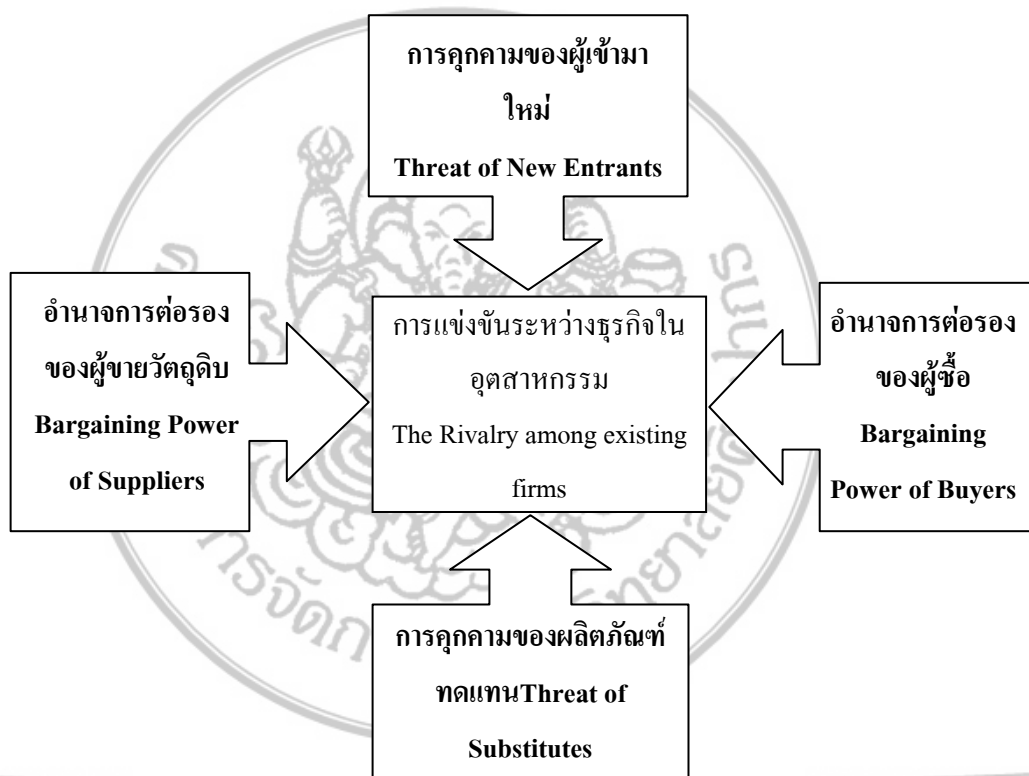 การคุกคามของผู้เข้ามา
ใหม่
Threat of New Entrants
อำนาจการต่อรอง
ของผู้ขายวัตถุดิบ
Bargaining Power
of Suppliers
การแข่งขันระหว่างธุรกิจใน
อุตสาหกรรม
The Rivalry among existing
firms
อำนาจการต่อรอง
ของผู้ซื้อ
Bargaining
Power of Buyers
การคุกคามของผลิตภัณฑ์
ทดแทนThreat of
Substitutes